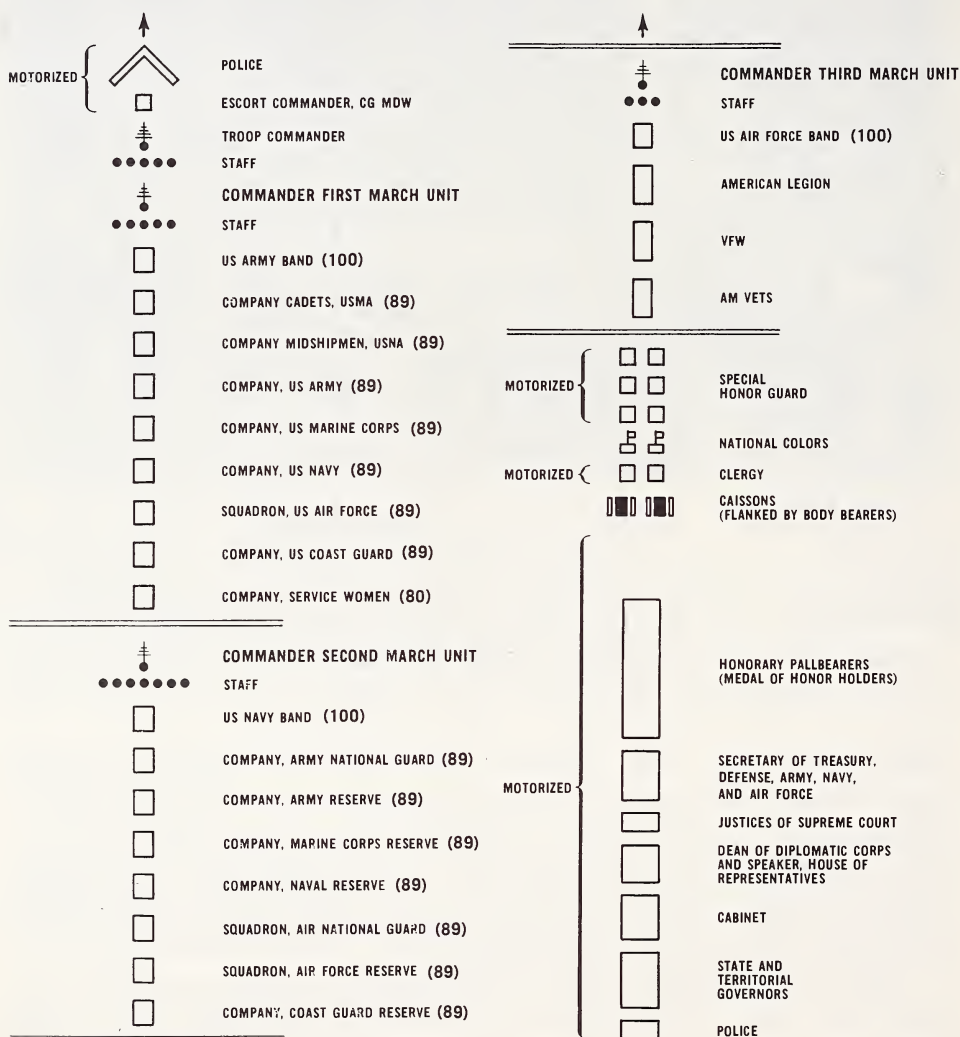 MOTORIZED
POLICE
ESCORT COMMANDER, CG MDW
TROOP COMMANDER
STAFF
COMMANDER FIRST MARCH UNIT
STAFF
US ARMY BAND (100)
COMPANY CADETS, USMA (89)
COMPANY MIDSHIPMEN, USNA (89)
COMPANY, US ARMY (89)
COMPANY, US MARINE CORPS (89)
COMPANY, US NAVY (89)
SQUADRON, US AIR FORCE (89)
COMPANY, US COAST GUARD (89)
COMPANY, SERVICE WOMEN (80)
COMMANDER SECOND MARCH UNIT
STAFF
US NAVY BAND (100)
COMPANY, ARMY NATIONAL GUARD (89)
COMPANY, ARMY RESERVE (89)
COMPANY, MARINE CORPS RESERVE (89)
COMPANY, NAVAL RESERVE (89)
SQUADRON, AIR NATIONAL GUARD (89)
SQUADRON, AIR FORCE RESERVE (89)
COMPANY, COAST GUARD RESERVE (89)
COMMANDER THIRD MARCH UNIT
STAFF
US AIR FORCE BAND (100)
AMERICAN LEGION
VFW
AM VETS
MOTORIZED
SPECIAL
HONOR GUARD
NATIONAL COLORS
MOTORIZED
CLERGY
CAISSONS
(FLANKED BY BODY BEARERS)
MOTORIZED
HONORARY PALLBEARERS
(MEDAL OF HONOR HOLDERS)
SECRETARY OF TREASURY,
DEFENSE, ARMY, NAVY,
AND AIR FORCE
JUSTICES OF SUPREME COURT
DEAN OF DIPLOMATIC CORPS
AND SPEAKER, HOUSE OF
REPRESENTATIVES
CABINET
STATE AND
TERRITORIAL
GOVERNORS
POLICE